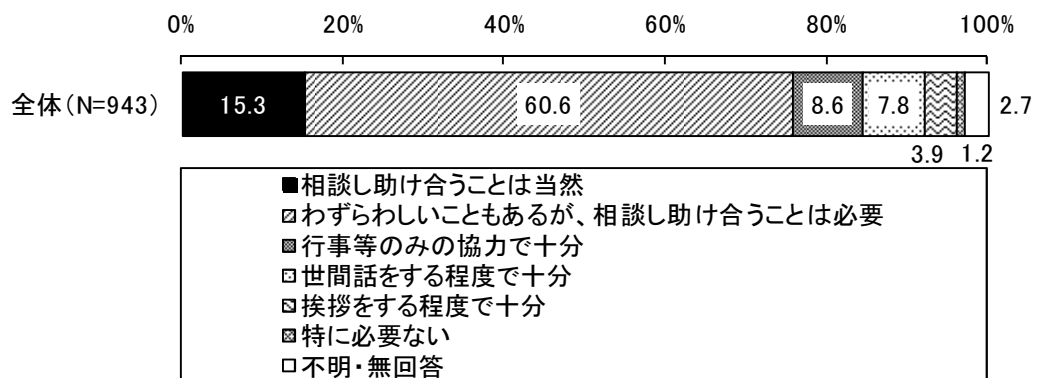 0% 20% 40% 60% 80% 100%
全体(N=943) 15.3 60.6 8.6 7.8 2.7
3.9 1.2
■相談し助け合うことは当然
わずらわしいこともあるが、相談し助け合うことは必要
行事等のみの協力で十分
世間話をする程度で十分
挨拶をする程度で十分
特に必要ない
□不明・無回答